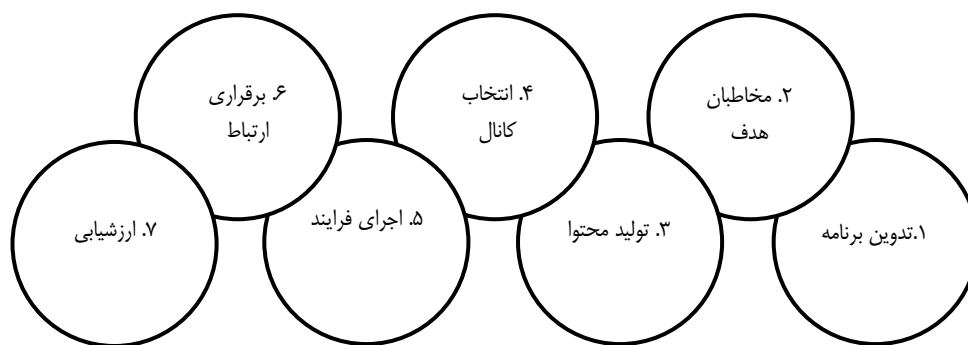 ۱.تدوین برنامه
۲. مخاطبان
هدف
۳. تولید محتوا
۴. انتخاب
کانال
۵. اجرای فرایند
۶. برقراری
ارتباط
۷. ارزشیابی